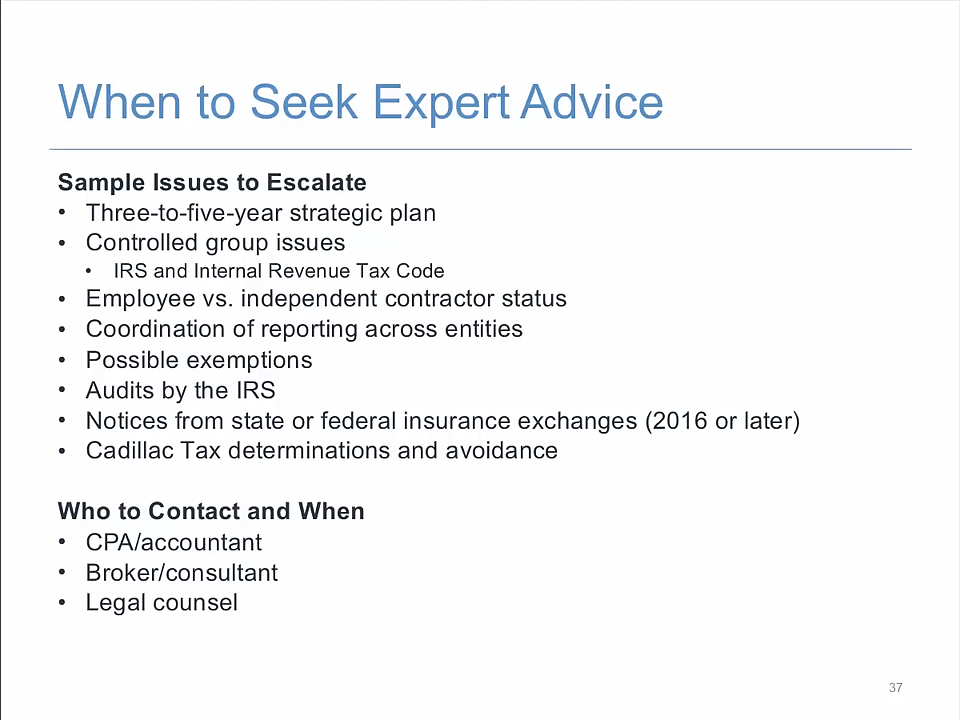 When to Seek Expert Advice
Sample Issues to Escalate
• Three-to-five-year strategic plan
• Controlled group issues
• IRS and Internal Revenue Tax Code
• Employee vs. independent contractor status
• Coordination of reporting across entities
• Possible exemptions
• Audits by the IRS
• Notices from state or federal insurance exchanges (2016 or later)
• Cadillac Tax determinations and avoidance
Who to Contact and When
• CPA/accountant
• Broker/consultant
• Legal counsel
37